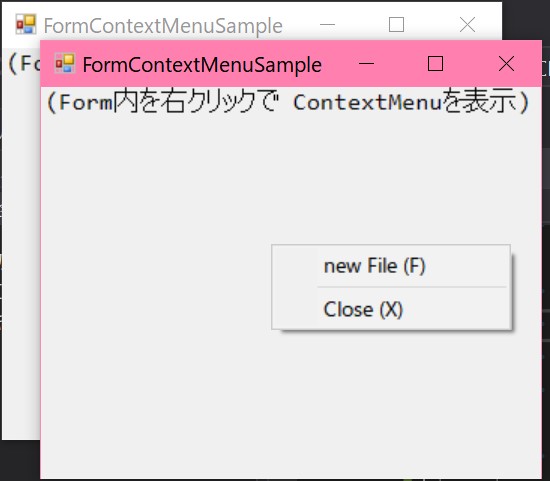 FormContextMenuSample
(Fo
FormContextMenuSample
(Form内を右クリックで ContextMenuを表示)
new File (F)
Close (X)